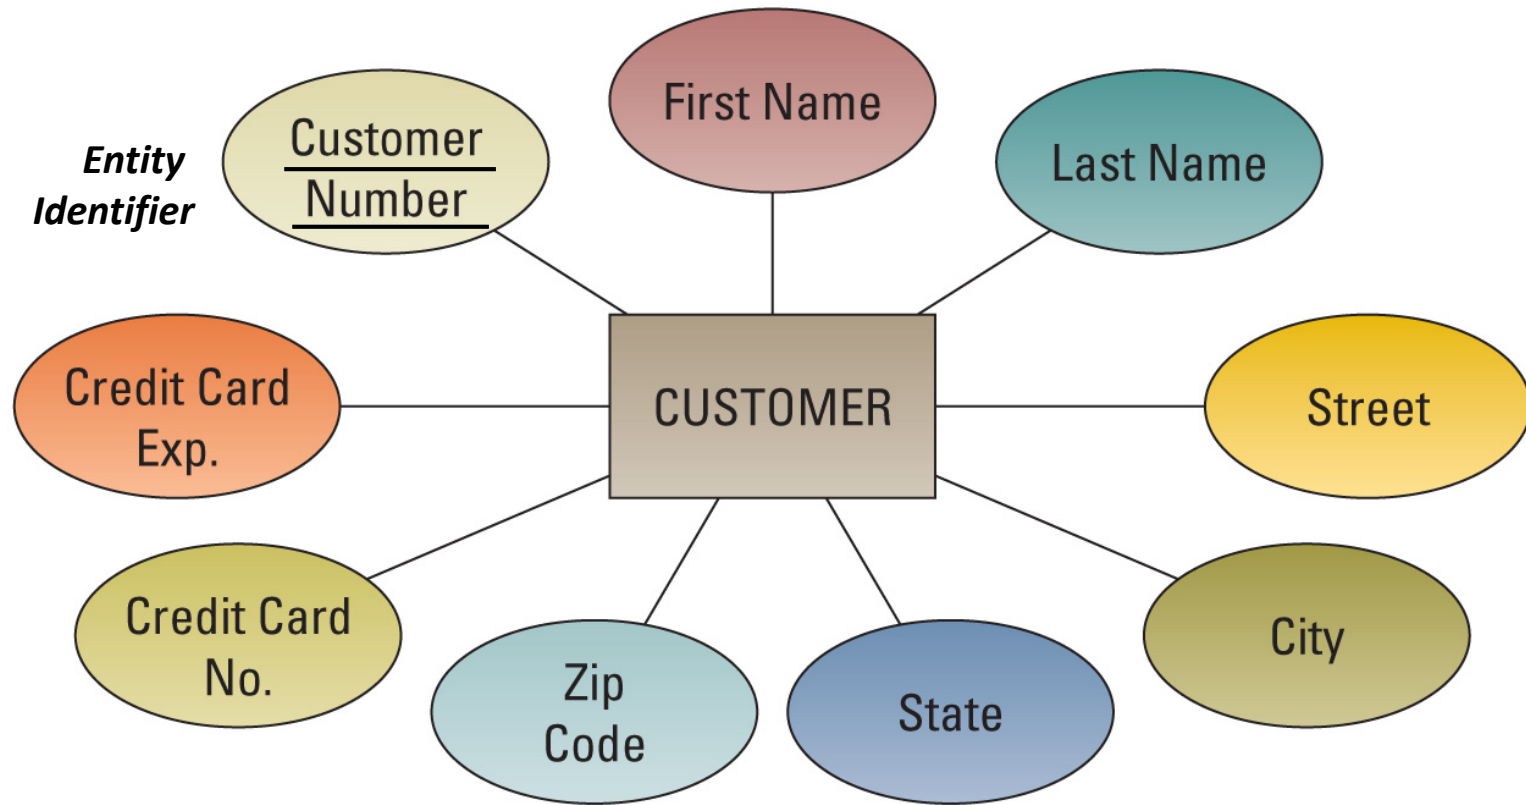 Entity
Identifier
Customer
Number
First Name
Last Name
Credit Card
Exp.
CUSTOMER
Street
Credit Card
No.
Zip
Code
State
City